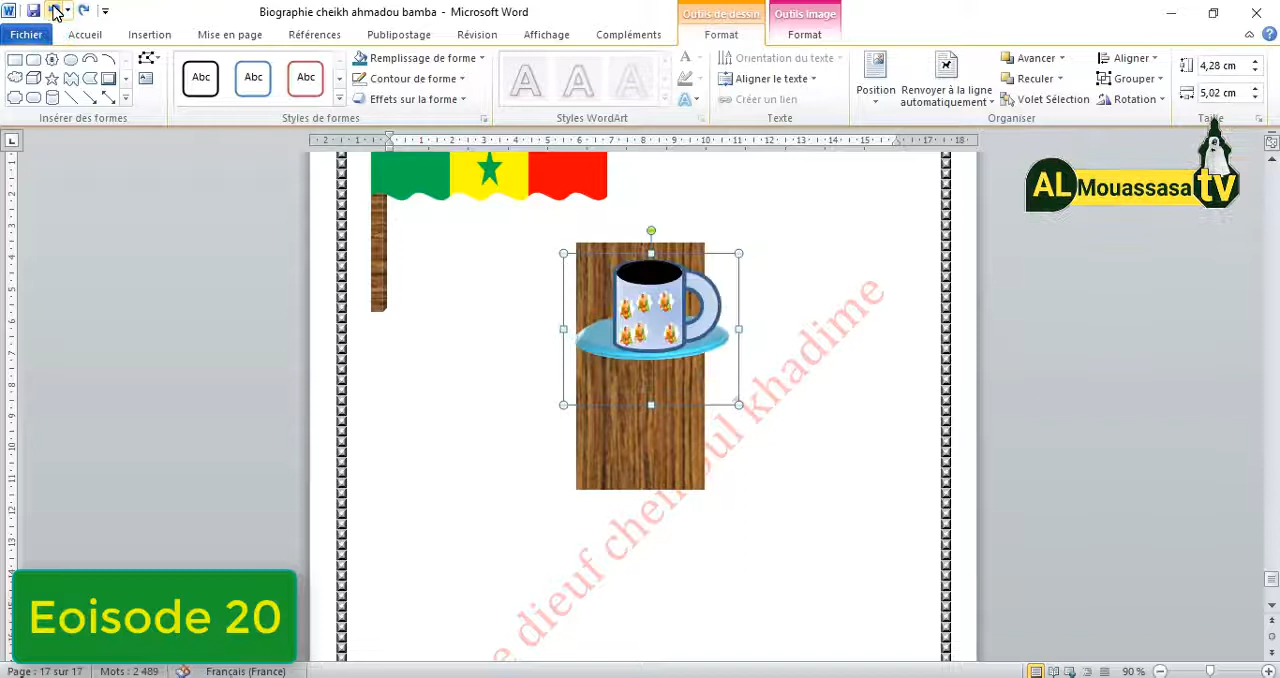 Biographie cheikh ahmadou bamba - Microsoft Word
Outils de dessin
Outils Image
Fichier
Accueil
Insertion
Mise en page
Références
Publipostage
Révision
Affichage
Compléments
Format
Format
Abc
Abc
Abc
Remplissage de forme
Contour de forme
Effets sur la forme
Orientation du texte
Aligner le texte
Créer un lien
Position
Renvoyer à la ligne
automatiquement
Avancer
Reculer
Volet Sélection
Aligner
Grouper
Rotation
4,28 cm
5,02 cm
Insérer des formes
Styles de formes
Styles WordArt
Texte
Organiser
Taille
AL Mouassasa tv
dieuf cheikhoul khadime
Eoisode 20
Page : 17 sur 17
Mots : 2 489
Français (France)
90 %